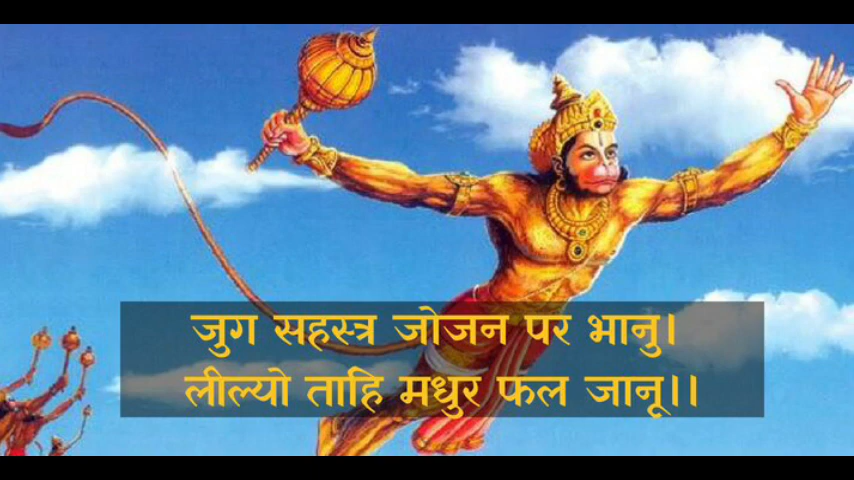 जुग सहस्त्र जोजन पर भानु।
लील्यो ताहि मधुर फल जानू।।